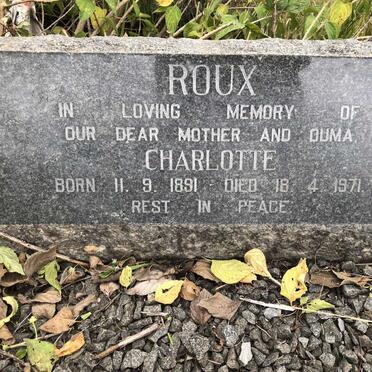 ROUX
IN LOVING MEMORY OF
OUR DEAR MOTHER AND OUMA,
CHARLOTTE
BORN 11. 9. 1891 DIED 18. 4. 1971.
REST IN PEACE